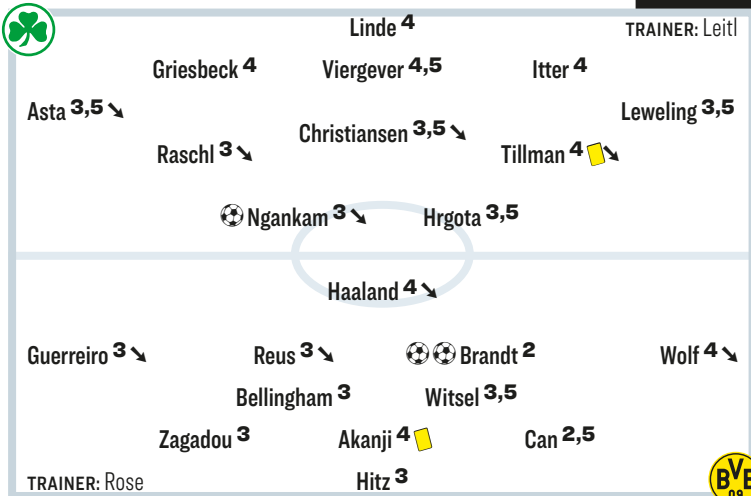 Linde 4
TRAINER: Leitl
Griesbeck 4 Viergever 4,5 Itter 4
Asta 3,5 Leweling 3,5
Christiansen 3,5
Raschl 3 Tillman 4
Ngankam 3 Hrgota 3,5
Haaland 4
Guerreiro 3 Reus 3 Brandt 2 Wolf 4
Bellingham 3 Witsel 3,5
Zagadou 3 Akanji 4 Can 2,5
TRAINER: Rose
Hitz 3
BVB
09